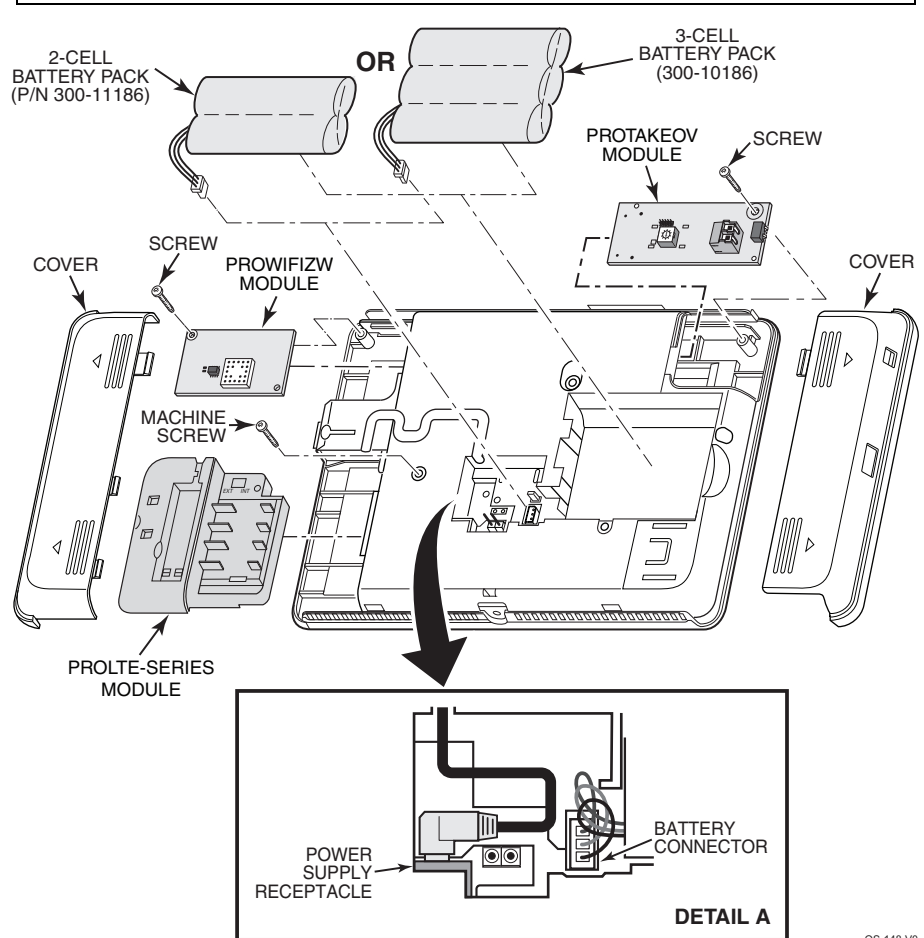 2-CELL
BATTERY PACK
(P/N 300-11186)
OR
3-CELL
BATTERY PACK
(300-10186)
PROTAKEOV
MODULE
SCREW
SCREW
COVER
PROWIFIZW
MODULE
COVER
MACHINE
SCREW
EXT INT
PROLTE-SERIES
MODULE
POWER
SUPPLY
RECEPTACLE
BATTERY
CONNECTOR
DETAIL A